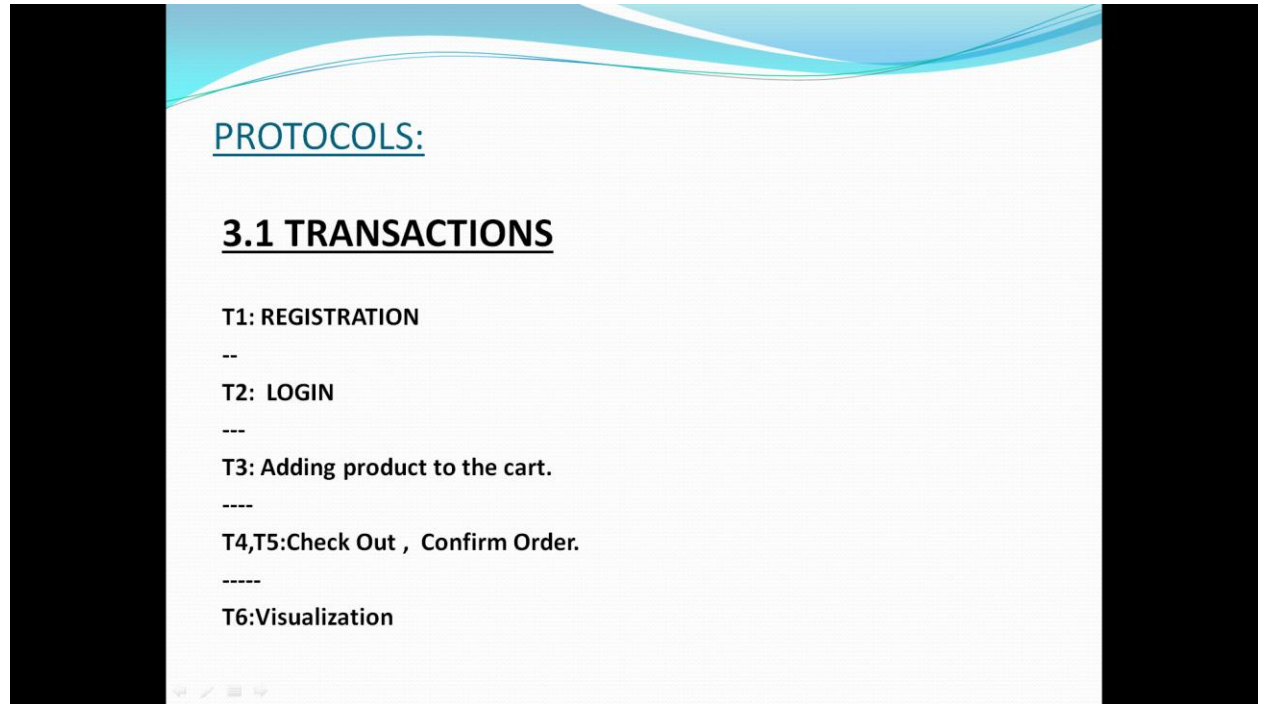 PROTOCOLS:
3.1 TRANSACTIONS
T1: REGISTRATION
--
T2:  LOGIN
---
T3: Adding product to the cart.
----
T4,T5:Check Out ,  Confirm Order.
-----
T6:Visualization